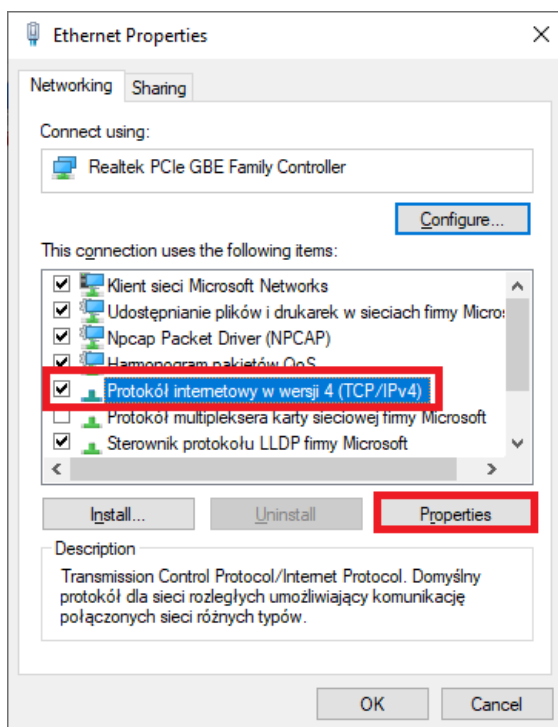 Ethernet Properties
Networking
Sharing
Connect using:
Realtek PCIe GBE Family Controller
Configure...
This connection uses the following items:
Klient sieci Microsoft Networks
Udostępnianie plików i drukarek w sieciach firmy Micros
Npcap Packet Driver (NPCAP)
Harmonogram pakietów QoS
Protokół internetowy w wersji 4 (TCP/IPv4)
Protokół multipleksera karty sieciowej firmy Microsoft
Sterownik protokołu LLDP firmy Microsoft
Install...
Uninstall
Properties
Description
Transmission Control Protocol/Internet Protocol. Domyślny
protokół dla sieci rozległych umożliwiający komunikację
połączonych sieci różnych typów.
OK
Cancel